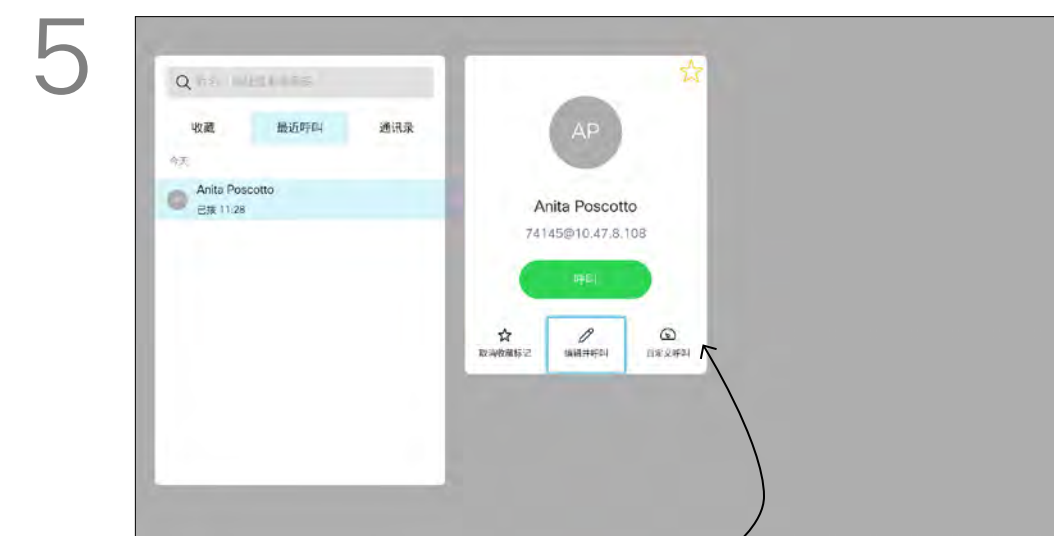 5
收藏
最近呼叫
通讯录
今天
Anita Poscotto
已拨 11:28
AP
Anita Poscotto
74145@10.47.8.108
呼叫
取消收藏标记
编辑并呼叫
自定义呼叫